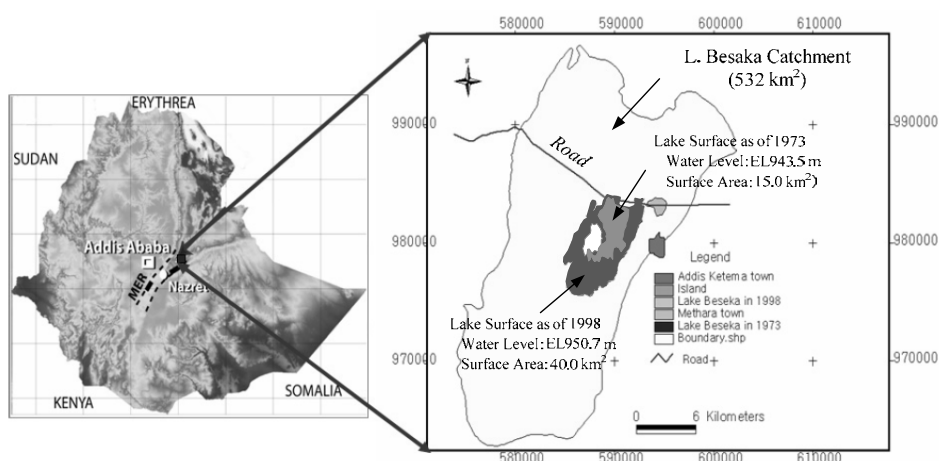 ERYTHREA
SUDAN
Addis Ababa
MER
Nazret
SOMALIA
KENYA
580000 590000 600000 610000
L. Besaka Catchment
(532 km²)
990000 990000
Road
Lake Surface as of 1973
Water Level:EL943.5 m
Surface Area:15.0 km²)
980000 980000
Legend
Addis Ketema town
Island
Lake Beseka in 1998
Methara town
Lake Beseka in 1973
Boundary.shp
Road
Lake Surface as of 1998
Water Level:EL950.7 m
Surface Area:40.0 km²
970000 970000
0 6 Kilometers
580000 590000 600000 610000